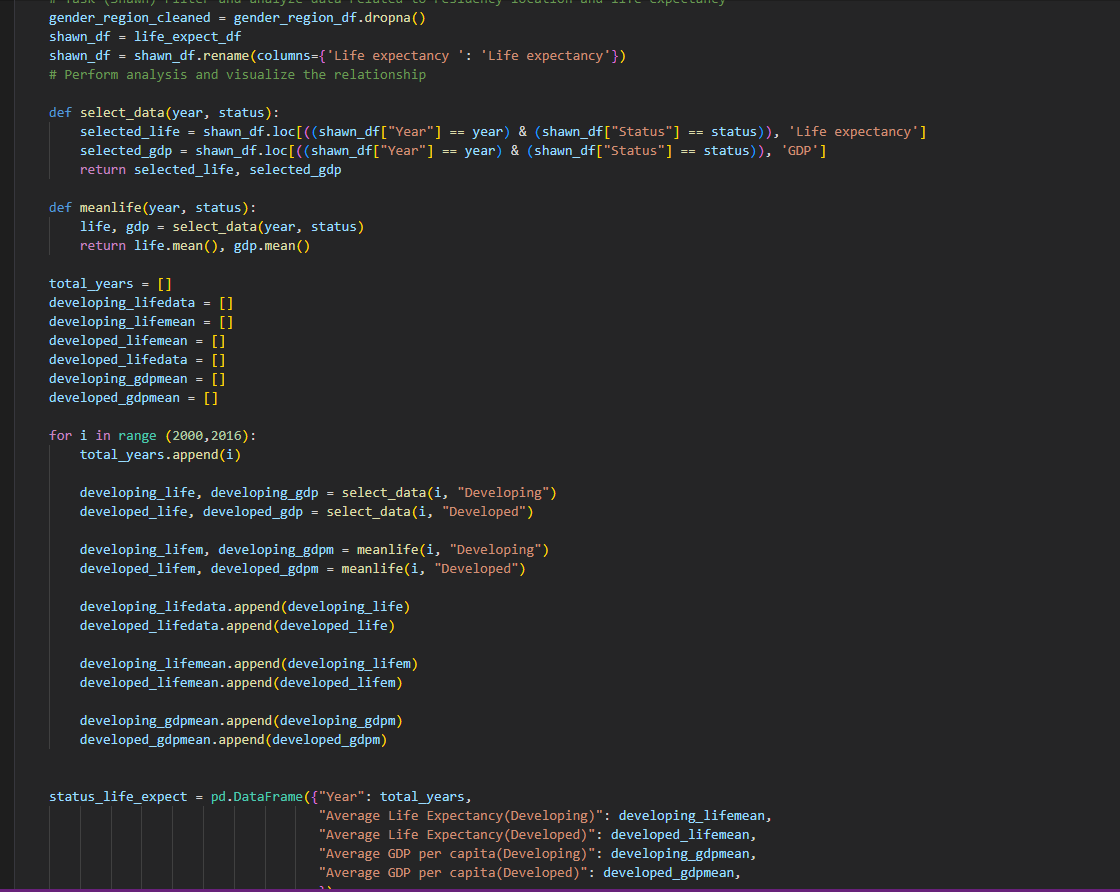 # Task (Shawn) Filter and analyze data related to residency location and life expectancy
gender_region_cleaned = gender_region_df.dropna()
shawn_df = life_expect_df
shawn_df = shawn_df.rename(columns={'Life expectancy ': 'Life expectancy'})
# Perform analysis and visualize the relationship
def select_data(year, status):
selected_life = shawn_df.loc[((shawn_df["Year"] == year) & (shawn_df["Status"] == status)), 'Life expectancy']
selected_gdp = shawn_df.loc[((shawn_df["Year"] == year) & (shawn_df["Status"] == status)), 'GDP']
return selected_life, selected_gdp
def meanlife(year, status):
life, gdp = select_data(year, status)
return life.mean(), gdp.mean()
total_years = []
developing_lifedata = []
developing_lifemean = []
developed_lifemean = []
developed_lifedata = []
developing_gdpmean = []
developed_gdpmean = []
for i in range (2000,2016):
total_years.append(i)
developing_life, developing_gdp = select_data(i, "Developing")
developed_life, developed_gdp = select_data(i, "Developed")
developing_lifem, developing_gdpm = meanlife(i, "Developing")
developed_lifem, developed_gdpm = meanlife(i, "Developed")
developing_lifedata.append(developing_life)
developed_lifedata.append(developed_life)
developing_lifemean.append(developing_lifem)
developed_lifemean.append(developed_lifem)
developing_gdpmean.append(developing_gdpm)
developed_gdpmean.append(developed_gdpm)
status_life_expect = pd.DataFrame({"Year": total_years,
"Average Life Expectancy(Developing)": developing_lifemean,
"Average Life Expectancy(Developed)": developed_lifemean,
"Average GDP per capita(Developing)": developing_gdpmean,
"Average GDP per capita(Developed)": developed_gdpmean,
})